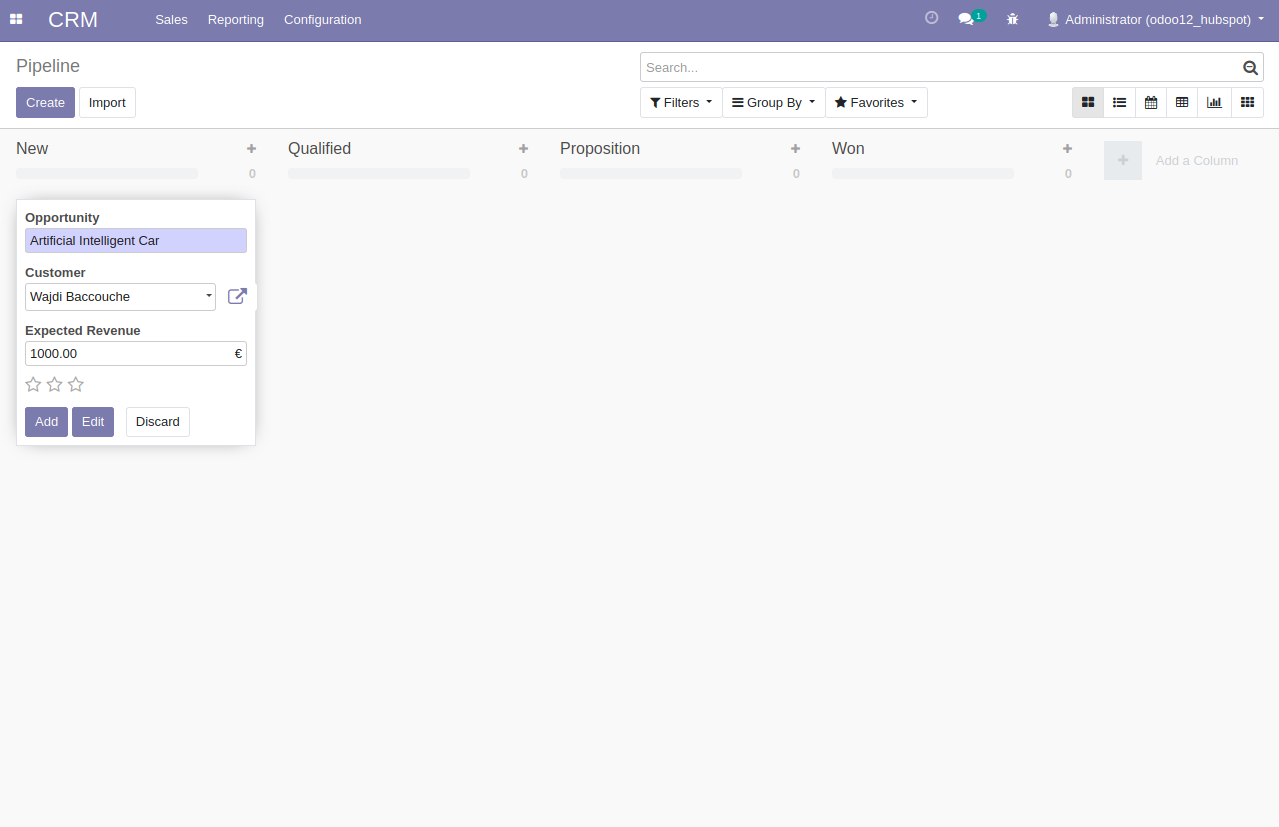 CRM Sales Reporting Configuration 1 Administrator (odoo12_hubspot)
Pipeline
Search...
Create Import Filters Group By Favorites
New Qualified Proposition Won Add a Column
0 0 0 0
Opportunity
Artificial Intelligent Car
Customer
Wajdi Baccouche
Expected Revenue
1000.00 €
Add Edit Discard